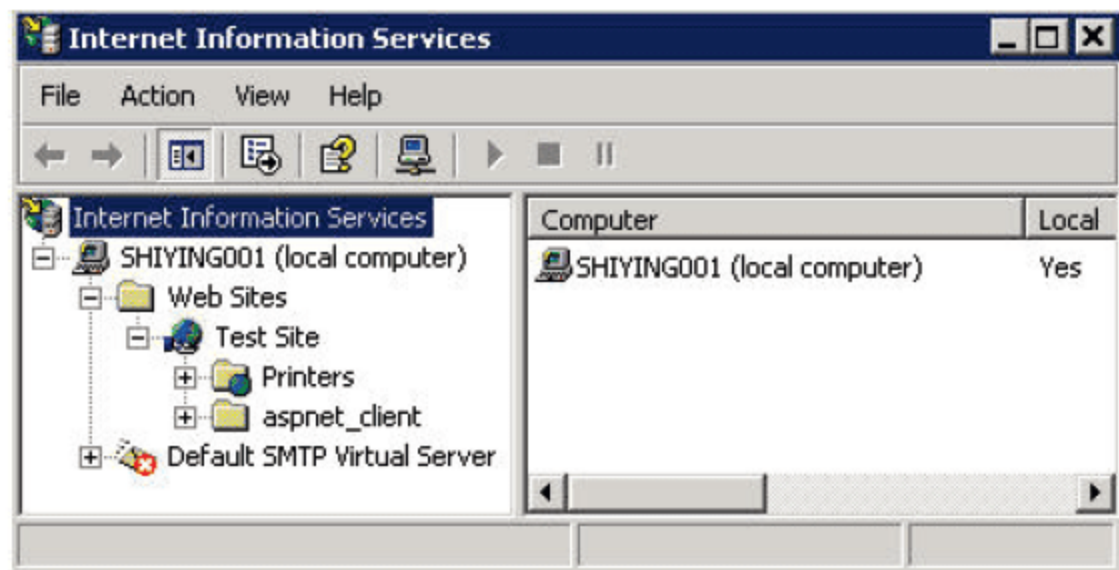 Internet Information Services
File Action View Help
Internet Information Services
SHIYING001 (local computer)
Web Sites
Test Site
Printers
aspnet_client
Default SMTP Virtual Server
Computer Local
SHIYING001 (local computer) Yes